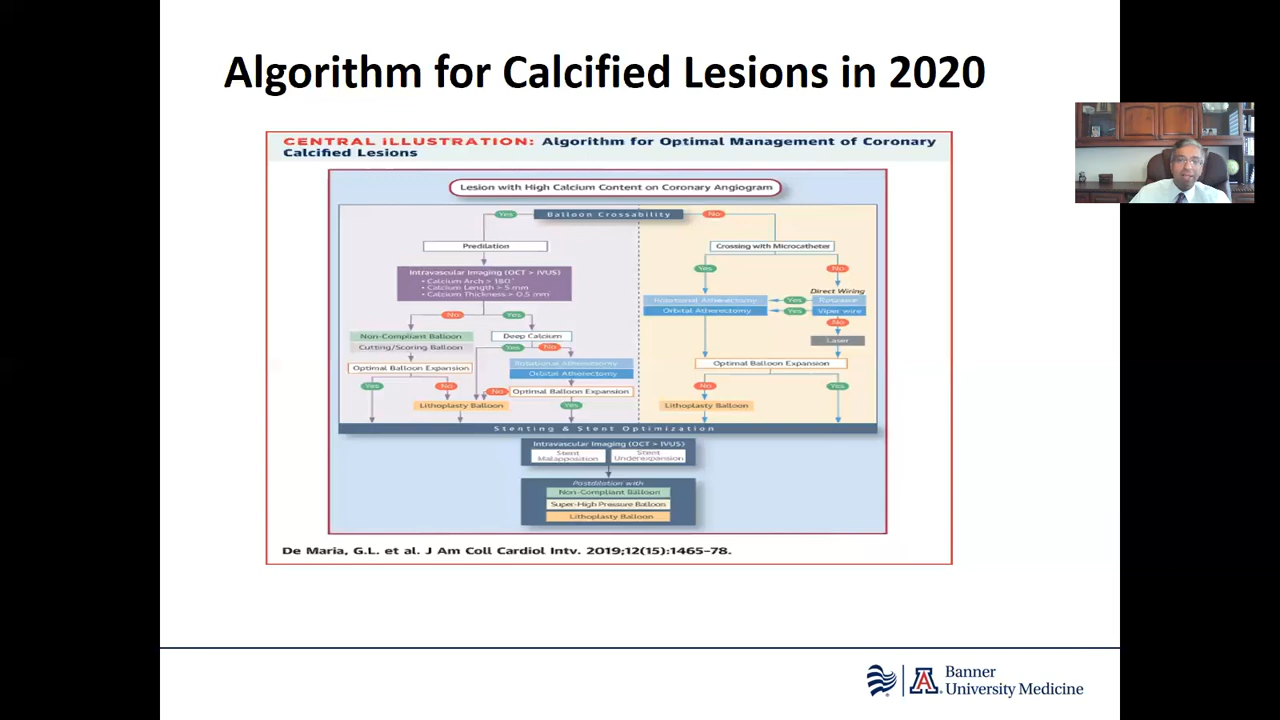 Algorithm for Calcified Lesions in 2020
CENTRAL ILLUSTRATION: Algorithm for Optimal Management of Coronary
Calcified Lesions
Lesion with High Calcium Content on Coronary Angiogram
Yes
Balloon Crossability
No
Predilation
Crossing with Microcatheter
Intravascular Imaging (OCT > IVUS)
• Calcium Arch > 180°
• Calcium Length > 5 mm
• Calcium Thickness > 0.5 mm
Yes
No
Direct Wiring
Rotational Atherectomy
Yes
Rotawire
Orbital Atherectomy
Yes
Viper wire
No
Laser
No
Yes
Non-Compliant Balloon
Cutting/Scoring Balloon
Deep Calcium
Yes
No
Rotational Atherectomy
Orbital Atherectomy
Optimal Balloon Expansion
Yes
No
No
Optimal Balloon Expansion
Lithoplasty Balloon
Yes
Optimal Balloon Expansion
No
Yes
Lithoplasty Balloon
Stenting & Stent Optimization
Intravascular Imaging (OCT > IVUS)
Stent
Malapposition
Stent
Underexpansion
Postdilation with
Non-Compliant Balloon
Super-High Pressure Balloon
Lithoplasty Balloon
De Maria, G.L. et al. J Am Coll Cardiol Intv. 2019;12(15):1465–78.
A
Banner
University Medicine